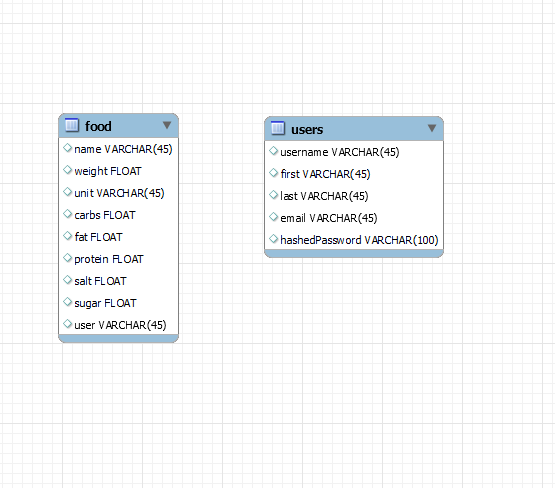 food
name VARCHAR(45)
weight FLOAT
unit VARCHAR(45)
carbs FLOAT
fat FLOAT
protein FLOAT
salt FLOAT
sugar FLOAT
user VARCHAR(45)
users
username VARCHAR(45)
first VARCHAR(45)
last VARCHAR(45)
email VARCHAR(45)
hashedPassword VARCHAR(100)